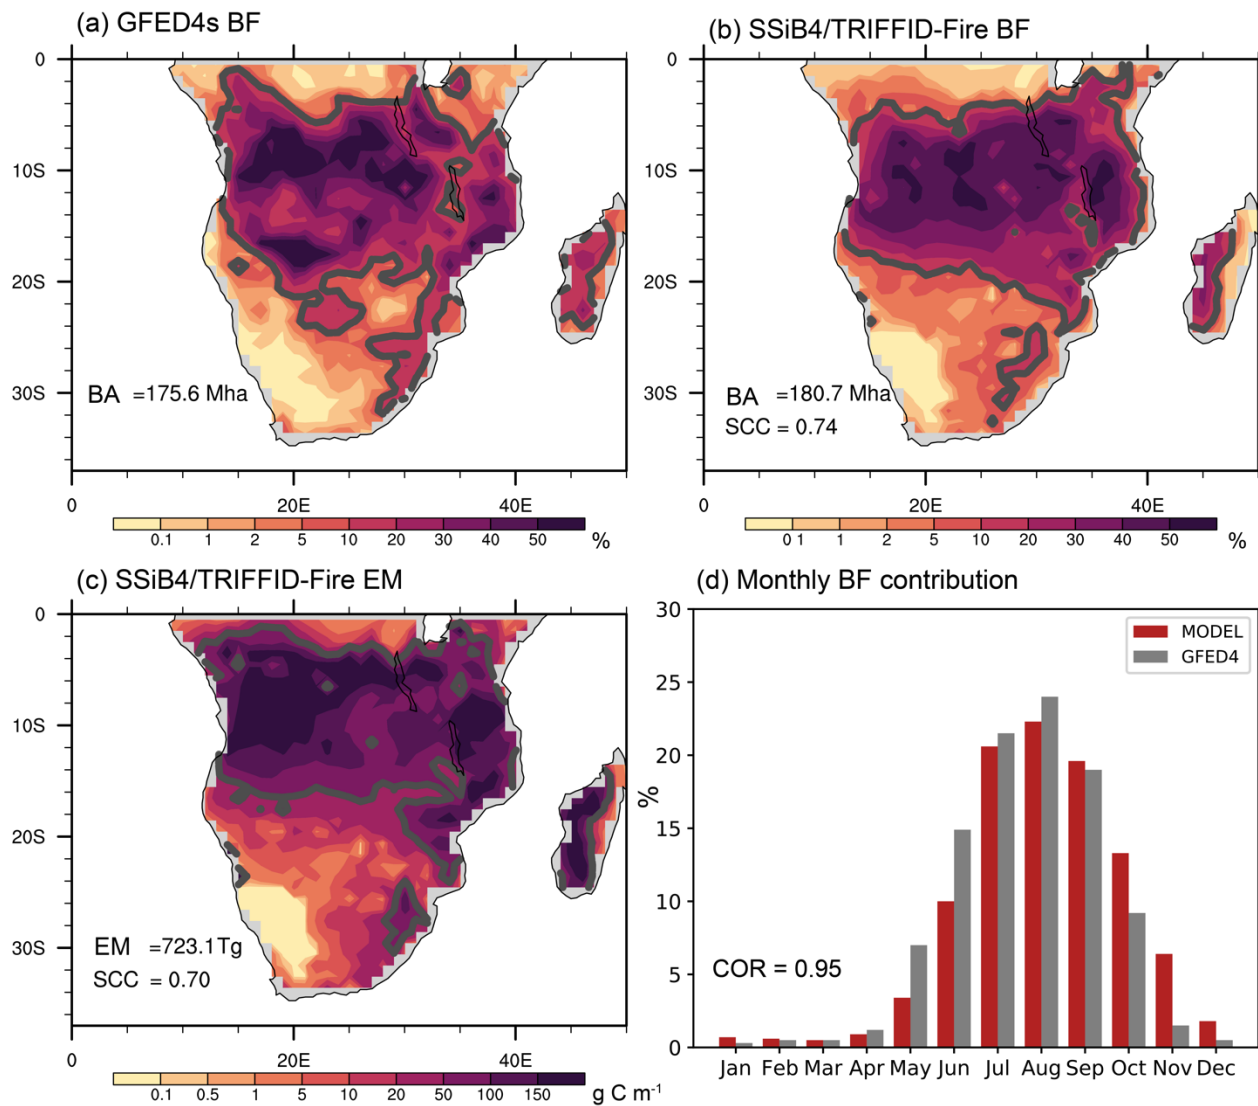 (a) GFED4s BF
(b) SSiB4/TRIFFID-Fire BF
0
10S
20S
30S
BA =175.6 Mha
0
20E
40E
0.1 1 2 5 10 20 30 40 50 %
0
10S
20S
30S
BA =180.7 Mha
SCC = 0.74
0
20E
40E
0 1 1 2 5 10 20 30 40 50 %
(c) SSiB4/TRIFFID-Fire EM
0
10S
20S
30S
EM =723.1Tg
SCC = 0.70
0
20E
40E
0.1 0.5 1 5 10 20 50 100 150 g C m⁻¹
(d) Monthly BF contribution
30
25
20
15
10
5
0
%
MODEL
GFED4
COR = 0.95
Jan Feb Mar Apr May Jun Jul Aug Sep Oct Nov Dec